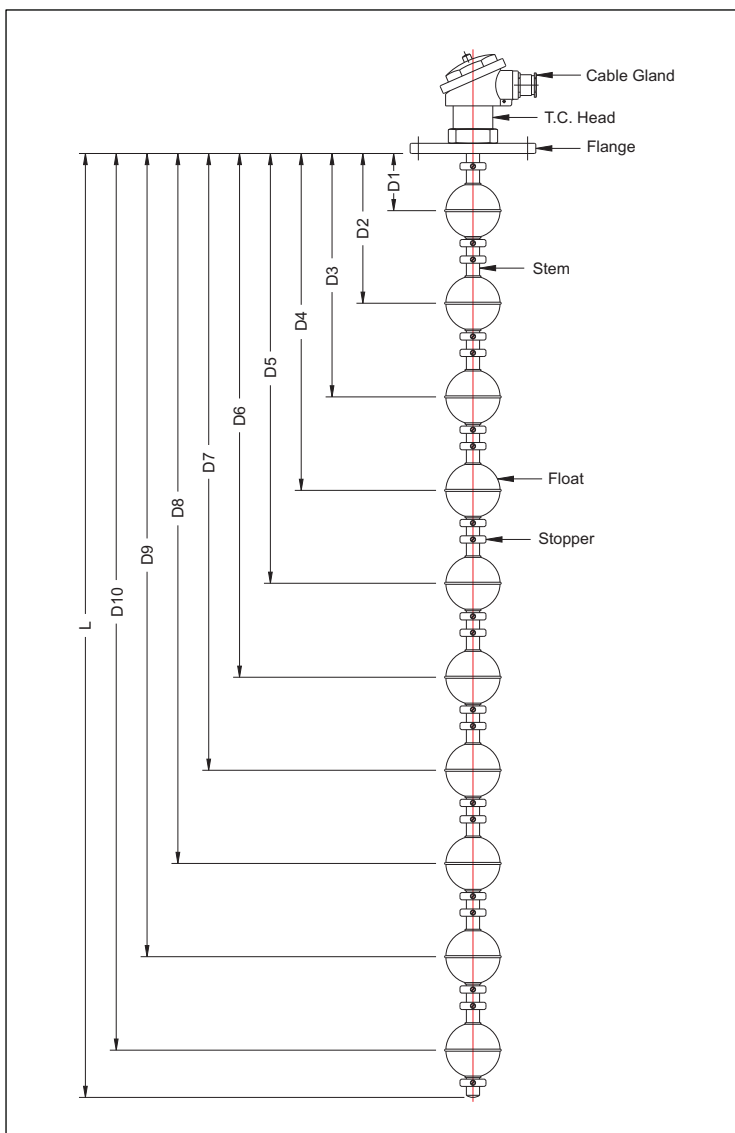 Cable Gland
T.C. Head
Flange
D1
D2
Stem
D3
D4
D5
D6
D7
Float
D8
Stopper
D9
D10
L